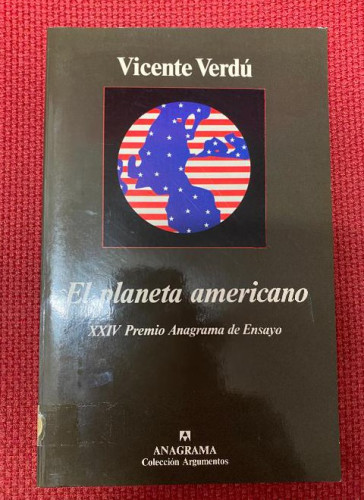 Vicente Verdú
El planeta americano
XXIV Premio Anagrama de Ensayo
ANAGRAMA
Colección Argumentos